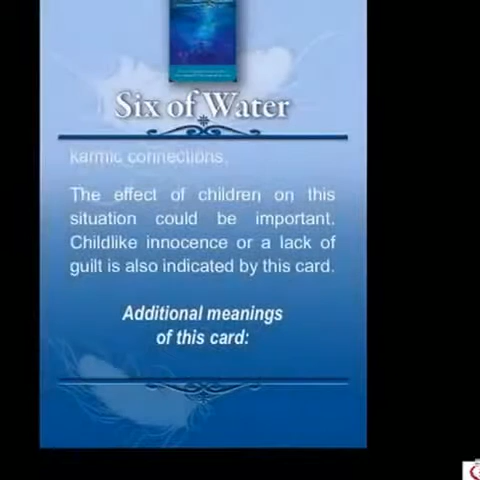 Six of Water
karmic connections.
The effect of children on this
situation could be important.
Childlike innocence or a lack of
guilt is also indicated by this card.
Additional meanings
of this card: